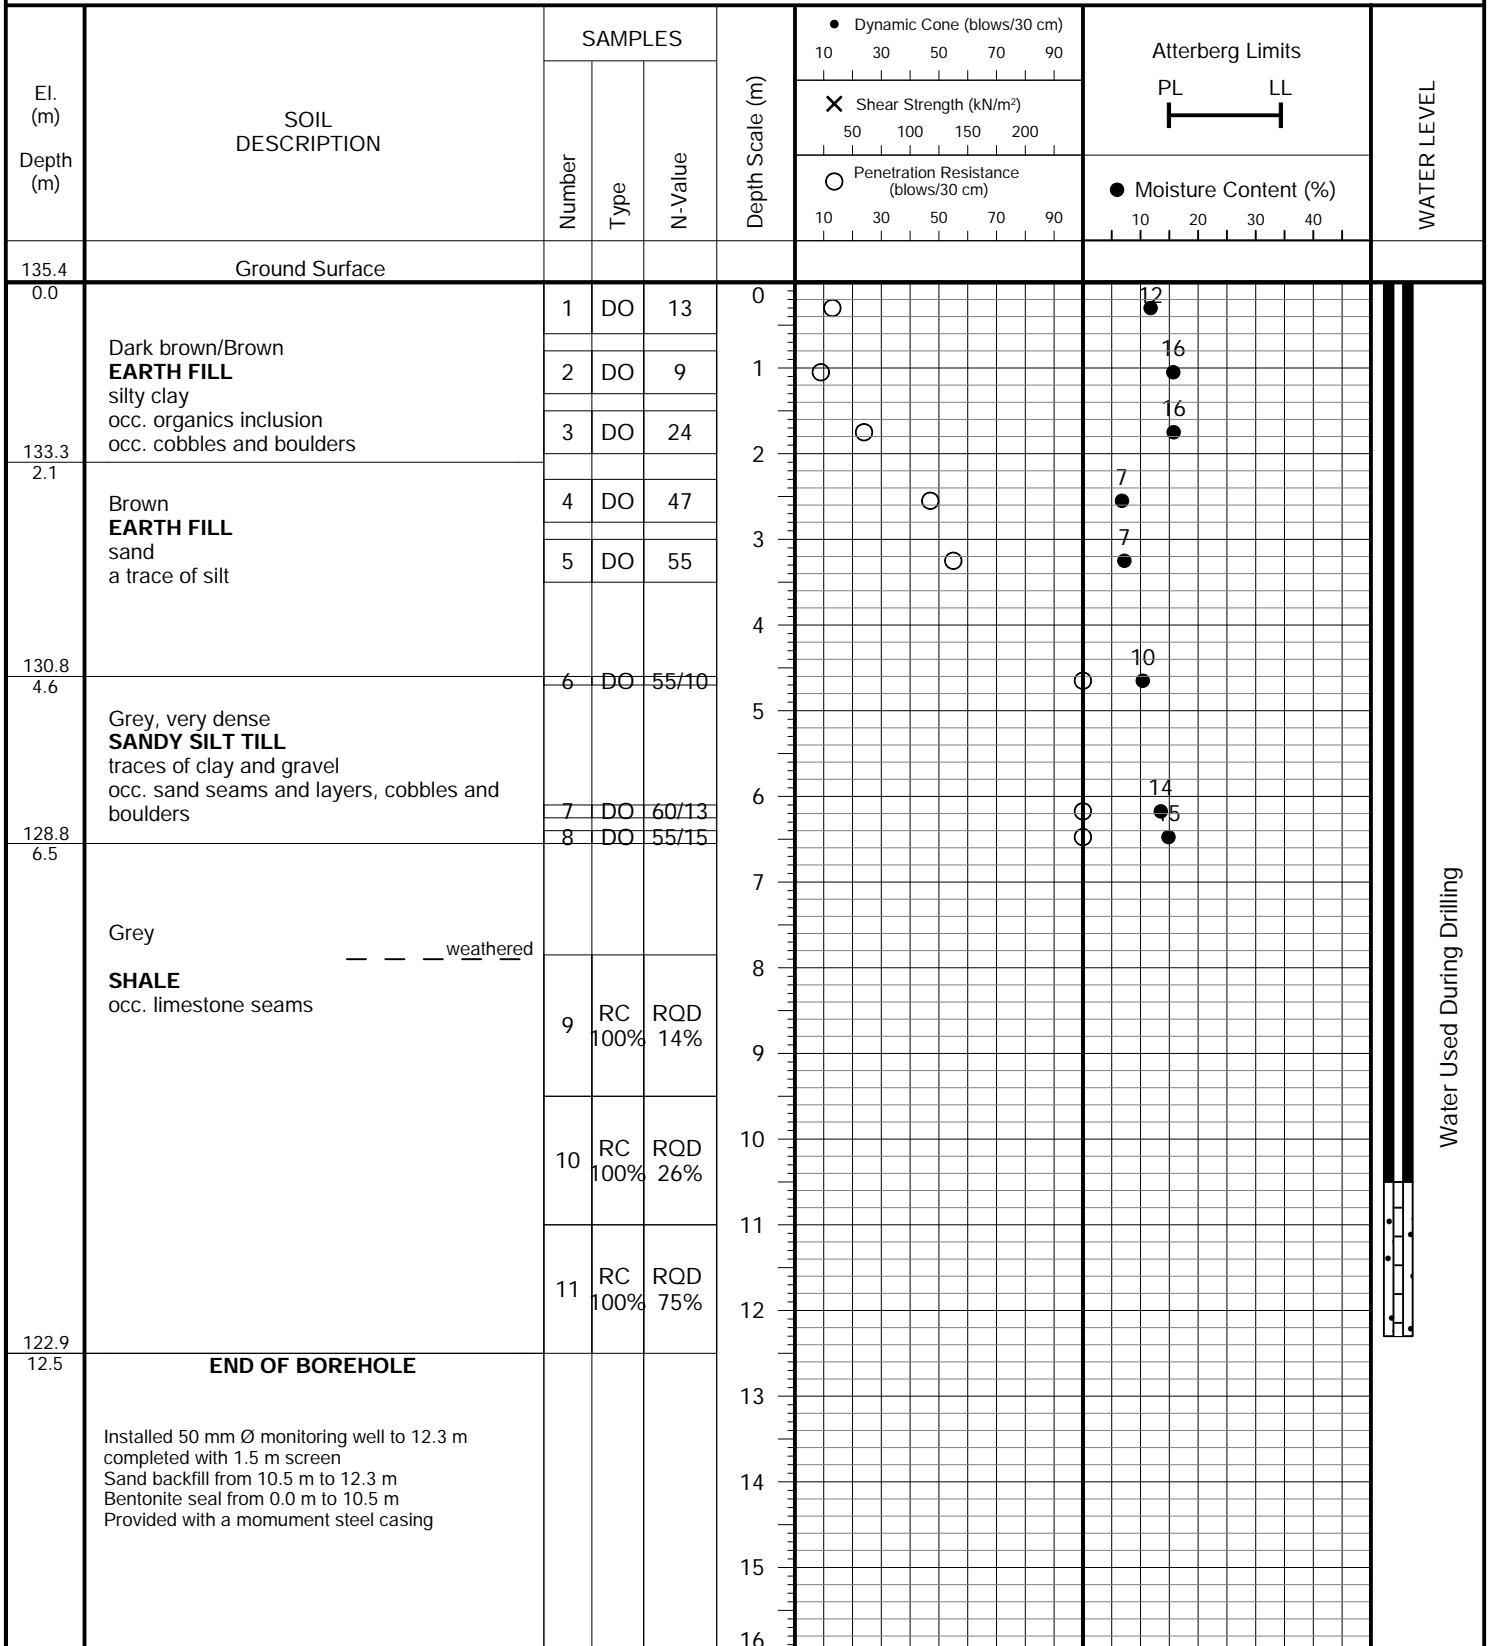 El.
(m)
Depth
(m)
SOIL
DESCRIPTION
SAMPLES
Number
Type
N-Value
Depth Scale (m)
● Dynamic Cone (blows/30 cm)
10 30 50 70 90
✕ Shear Strength (kN/m²)
50 100 150 200
○ Penetration Resistance
(blows/30 cm)
10 30 50 70 90
Atterberg Limits
PL LL
● Moisture Content (%)
10 20 30 40
WATER LEVEL
135.4 Ground Surface
0.0
Dark brown/Brown
EARTH FILL
silty clay
occ. organics inclusion
occ. cobbles and boulders
133.3
2.1
Brown
EARTH FILL
sand
a trace of silt
130.8
4.6
Grey, very dense
SANDY SILT TILL
traces of clay and gravel
occ. sand seams and layers, cobbles and
boulders
128.8
6.5
Grey
weathered
SHALE
occ. limestone seams
122.9
12.5
END OF BOREHOLE
Installed 50 mm Ø monitoring well to 12.3 m
completed with 1.5 m screen
Sand backfill from 10.5 m to 12.3 m
Bentonite seal from 0.0 m to 10.5 m
Provided with a momument steel casing
1 DO 13
2 DO 9
3 DO 24
4 DO 47
5 DO 55
6 DO 55/10
7 DO 60/13
8 DO 55/15
9 RC 100% RQD 14%
10 RC 100% RQD 26%
11 RC 100% RQD 75%
0
1
2
3
4
5
6
7
8
9
10
11
12
13
14
15
16
12
16
16
7
7
10
14
15
Water Used During Drilling